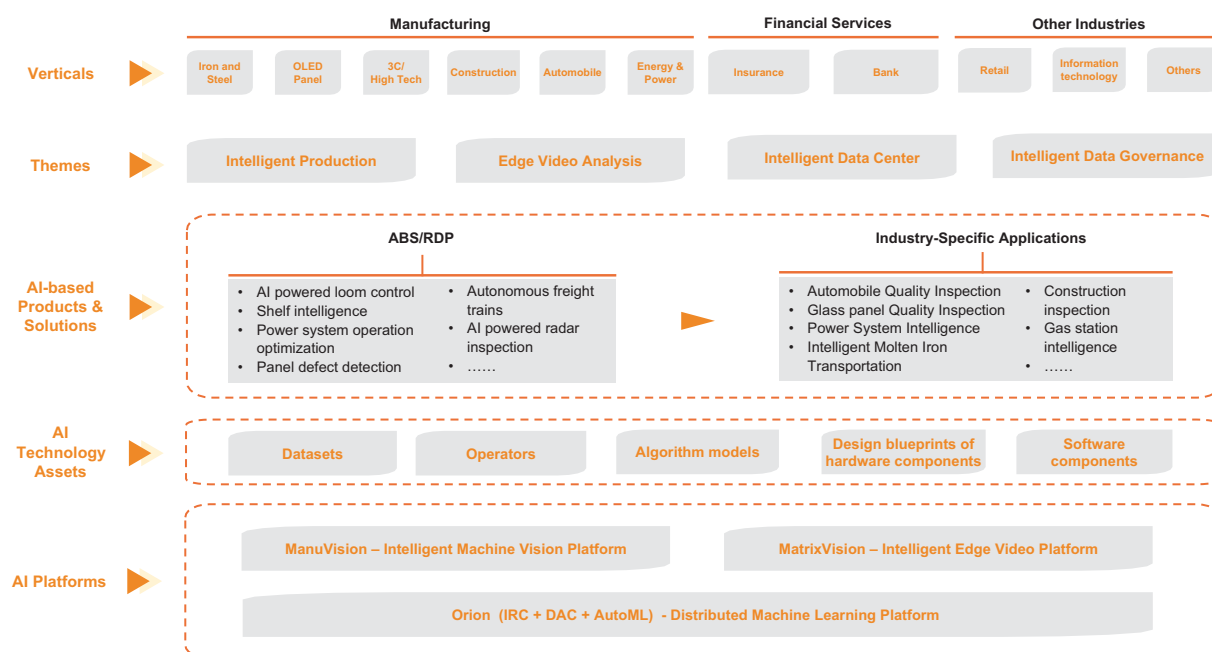 Manufacturing
Financial Services
Other Industries
Verticals
Iron and
Steel
OLED
Panel
3C/
High Tech
Construction
Automobile
Energy &
Power
Insurance
Bank
Retail
Information
technology
Others
Themes
Intelligent Production
Edge Video Analysis
Intelligent Data Center
Intelligent Data Governance
AI-based
Products &
Solutions
ABS/RDP
• AI powered loom control
• Shelf intelligence
• Power system operation
optimization
• Panel defect detection
• Autonomous freight
trains
• AI powered radar
inspection
• ……
Industry-Specific Applications
• Automobile Quality Inspection
• Glass panel Quality Inspection
• Power System Intelligence
• Intelligent Molten Iron
Transportation
• Construction
inspection
• Gas station
intelligence
• ……
AI
Technology
Assets
Datasets
Operators
Algorithm models
Design blueprints of
hardware components
Software
components
AI Platforms
ManuVision – Intelligent Machine Vision Platform
MatrixVision – Intelligent Edge Video Platform
Orion (IRC + DAC + AutoML) - Distributed Machine Learning Platform